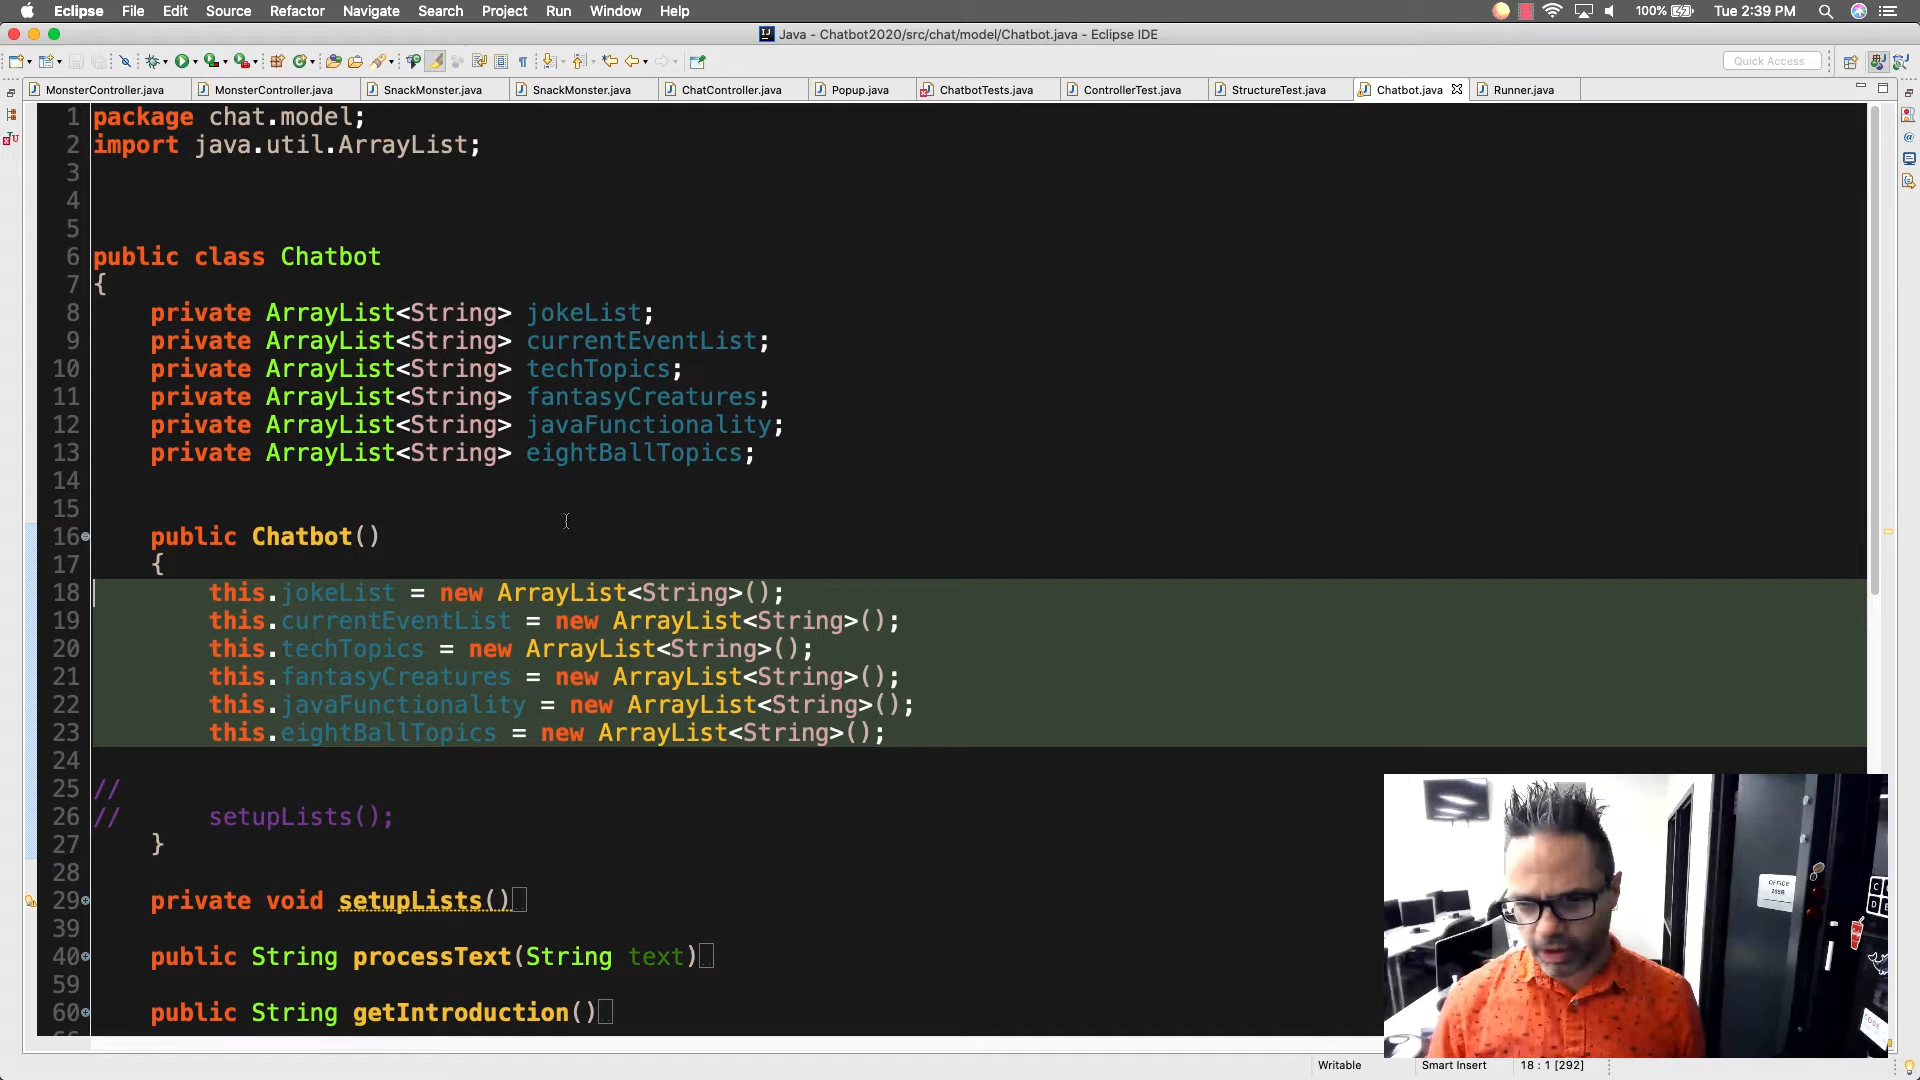 Eclipse File Edit Source Refactor Navigate Search Project Run Window Help 100% Tue 2:39 PM
Java - Chatbot2020/src/chat/model/Chatbot.java - Eclipse IDE
Quick Access
MonsterController.java MonsterController.java SnackMonster.java SnackMonster.java ChatController.java Popup.java ChatbotTests.java ControllerTest.java StructureTest.java Chatbot.java Runner.java
1 package chat.model;
2 import java.util.ArrayList;
3
4
5
6 public class Chatbot
7 {
8 private ArrayList<String> jokeList;
9 private ArrayList<String> currentEventList;
10 private ArrayList<String> techTopics;
11 private ArrayList<String> fantasyCreatures;
12 private ArrayList<String> javaFunctionality;
13 private ArrayList<String> eightBallTopics;
14
15
16 public Chatbot()
17 {
18 this.jokeList = new ArrayList<String>();
19 this.currentEventList = new ArrayList<String>();
20 this.techTopics = new ArrayList<String>();
21 this.fantasyCreatures = new ArrayList<String>();
22 this.javaFunctionality = new ArrayList<String>();
23 this.eightBallTopics = new ArrayList<String>();
24
25 //
26 // setupLists();
27 }
28
29 private void setupLists()
39
40 public String processText(String text)
59
60 public String getIntroduction()
OFFICE
Writable Smart Insert 18 : 1 [292]